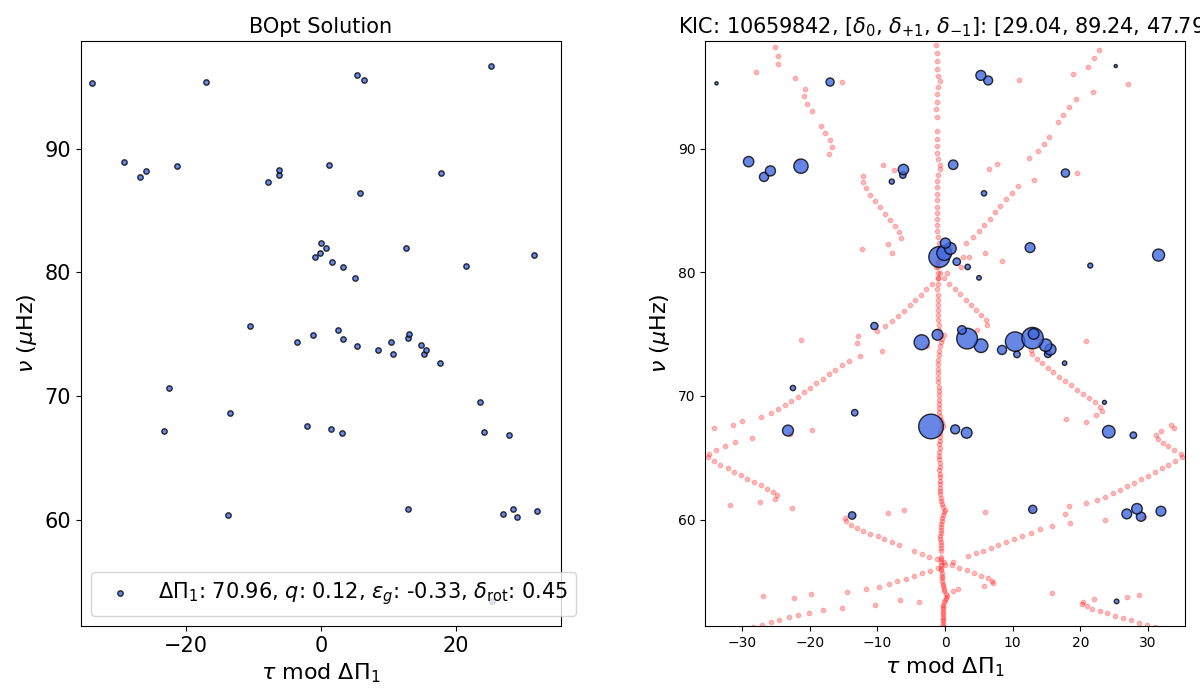 BOpt Solution
KIC: 10659842, [δ0, δ+1, δ−1]: [29.04, 89.24, 47.79
90
80
70
60
ν (μHz)
ΔΠ1: 70.96, q: 0.12, εg: -0.33, δrot: 0.45
−20
0
20
τ mod ΔΠ1
90
80
70
60
ν (μHz)
−30
−20
−10
0
10
20
30
τ mod ΔΠ1